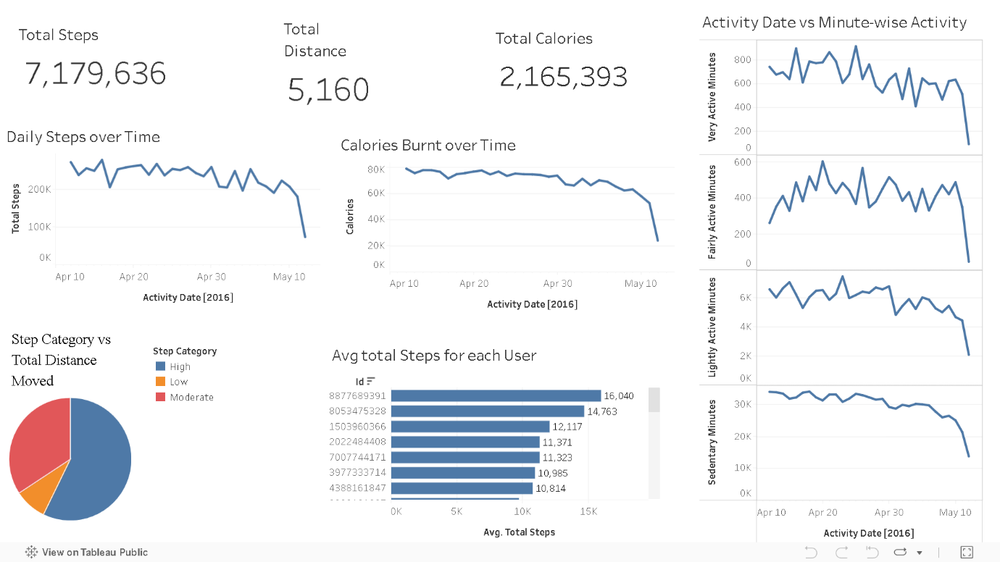 Total Steps
7,179,636
Total
Distance
5,160
Total Calories
2,165,393
Daily Steps over Time
Total Steps
200K
100K
0K
Apr 10 Apr 20 Apr 30 May 10
Activity Date [2016]
Calories Burnt over Time
Calories
80K
60K
40K
20K
0K
Apr 10 Apr 20 Apr 30 May 10
Activity Date [2016]
Step Category vs
Total Distance
Moved
Step Category
High
Low
Moderate
Avg total Steps for each User
Id
8877689391 16,040
8053475328 14,763
1503960366 12,117
2022484408 11,371
7007744171 11,323
3977333714 10,985
4388161847 10,814
0K 5K 10K 15K
Avg. Total Steps
Activity Date vs Minute-wise Activity
Very Active Minutes
800
600
400
200
0
Fairly Active Minutes
600
400
200
0
Lightly Active Minutes
6K
4K
2K
0K
Sedentary Minutes
30K
20K
10K
0K
Apr 10 Apr 20 Apr 30 May 10
Activity Date [2016]
View on Tableau Public